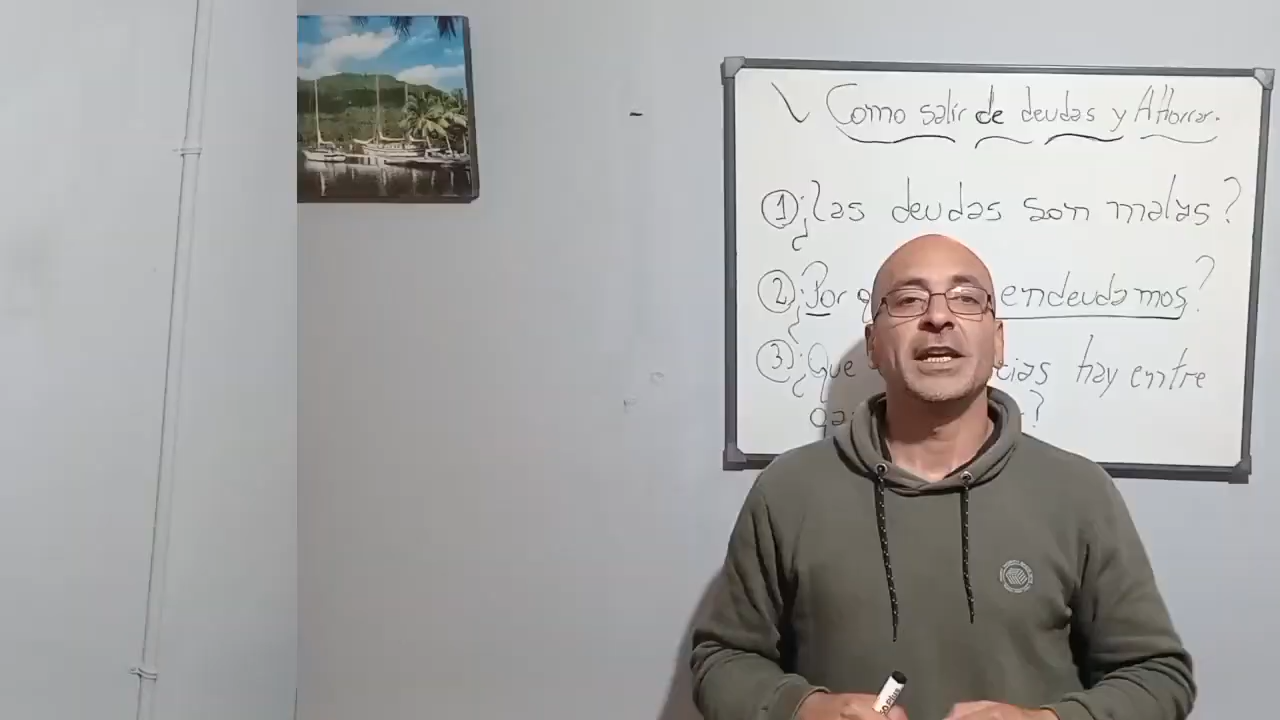 Como salir de deudas y AHorrar.
① ¿Las deudas son malas?
② ¿Por endeudamos?
③ ¿Que cias hay entre
?